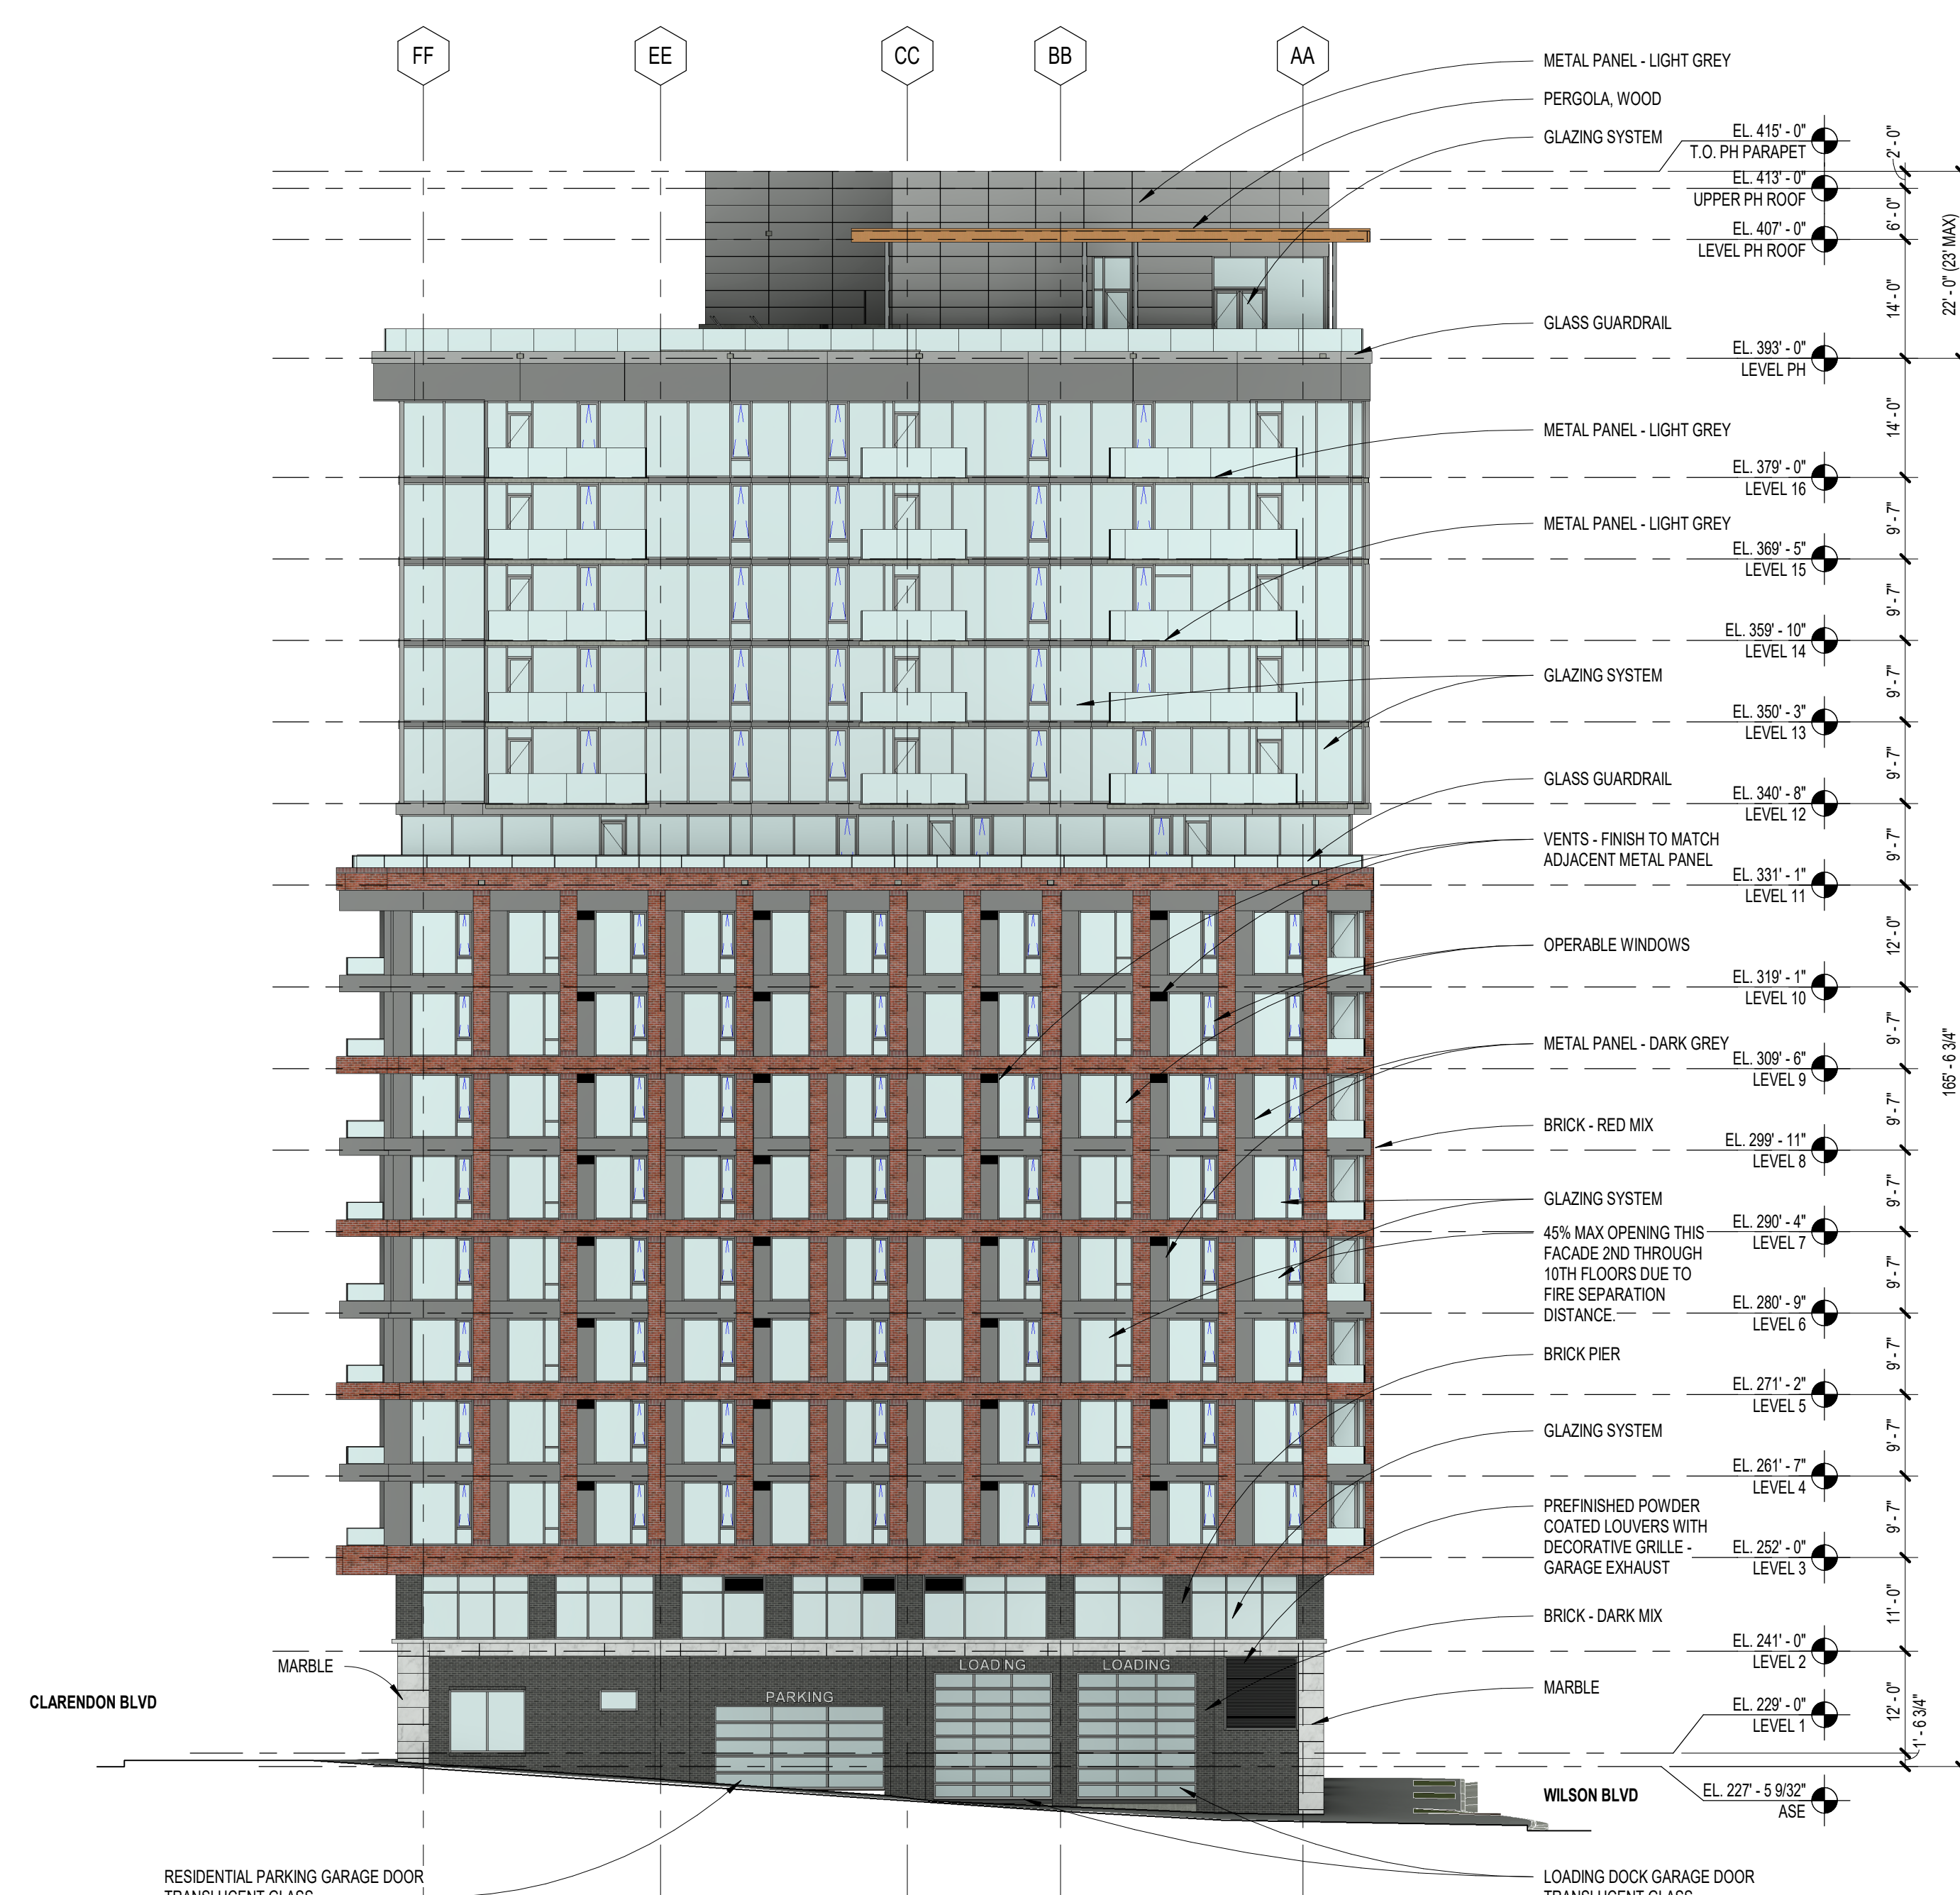 FF
EE
CC
BB
AA
METAL PANEL - LIGHT GREY
PERGOLA, WOOD
GLAZING SYSTEM
EL. 415' - 0"
T.O. PH PARAPET
2' - 0"
EL. 413' - 0"
UPPER PH ROOF
6' - 0"
EL. 407' - 0"
LEVEL PH ROOF
14' - 0"
22' - 0" (23' MAX)
GLASS GUARDRAIL
EL. 393' - 0"
LEVEL PH
14' - 0"
METAL PANEL - LIGHT GREY
EL. 379' - 0"
LEVEL 16
9' - 7"
METAL PANEL - LIGHT GREY
EL. 369' - 5"
LEVEL 15
9' - 7"
EL. 359' - 10"
LEVEL 14
9' - 7"
GLAZING SYSTEM
EL. 350' - 3"
LEVEL 13
9' - 7"
GLASS GUARDRAIL
EL. 340' - 8"
LEVEL 12
9' - 7"
VENTS - FINISH TO MATCH
ADJACENT METAL PANEL
EL. 331' - 1"
LEVEL 11
12' - 0"
OPERABLE WINDOWS
EL. 319' - 1"
LEVEL 10
9' - 7"
METAL PANEL - DARK GREY
EL. 309' - 6"
LEVEL 9
9' - 7"
165' - 6 3/4"
BRICK - RED MIX
EL. 299' - 11"
LEVEL 8
9' - 7"
GLAZING SYSTEM
EL. 290' - 4"
LEVEL 7
9' - 7"
45% MAX OPENING THIS
FACADE 2ND THROUGH
10TH FLOORS DUE TO
FIRE SEPARATION
DISTANCE.
EL. 280' - 9"
LEVEL 6
9' - 7"
BRICK PIER
EL. 271' - 2"
LEVEL 5
9' - 7"
GLAZING SYSTEM
EL. 261' - 7"
LEVEL 4
9' - 7"
PREFINISHED POWDER
COATED LOUVERS WITH
DECORATIVE GRILLE -
GARAGE EXHAUST
EL. 252' - 0"
LEVEL 3
11' - 0"
BRICK - DARK MIX
EL. 241' - 0"
LEVEL 2
12' - 0"
MARBLE
LOADING
LOADING
PARKING
MARBLE
CLARENDON BLVD
EL. 229' - 0"
LEVEL 1
1' - 6 3/4"
WILSON BLVD
EL. 227' - 5 9/32"
ASE
RESIDENTIAL PARKING GARAGE DOOR
TRANSLUCENT GLASS
LOADING DOCK GARAGE DOOR
TRANSLUCENT GLASS